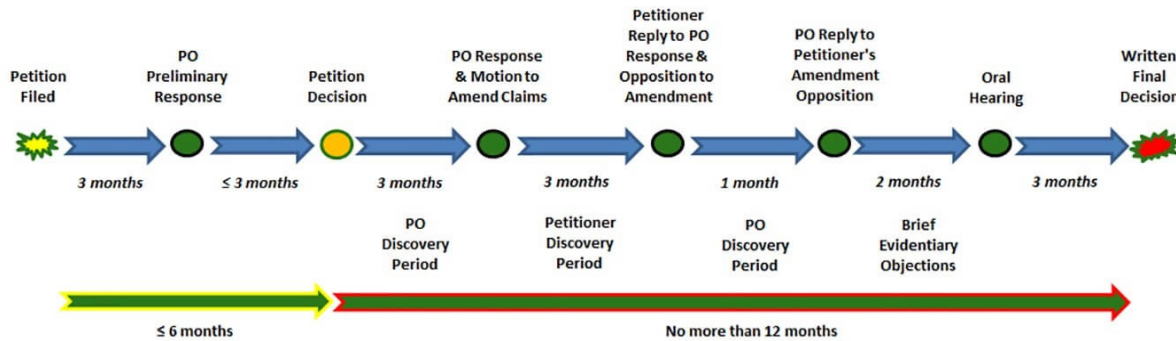 Petition
Filed
PO
Preliminary
Response
Petition
Decision
PO Response
& Motion to
Amend Claims
Petitioner
Reply to PO
Response &
Opposition to
Amendment
PO Reply to
Petitioner's
Amendment
Opposition
Oral
Hearing
Written
Final
Decision
3 months
≤ 3 months
3 months
3 months
1 month
2 months
3 months
PO
Discovery
Period
Petitioner
Discovery
Period
PO
Discovery
Period
Brief
Evidentiary
Objections
≤ 6 months
No more than 12 months